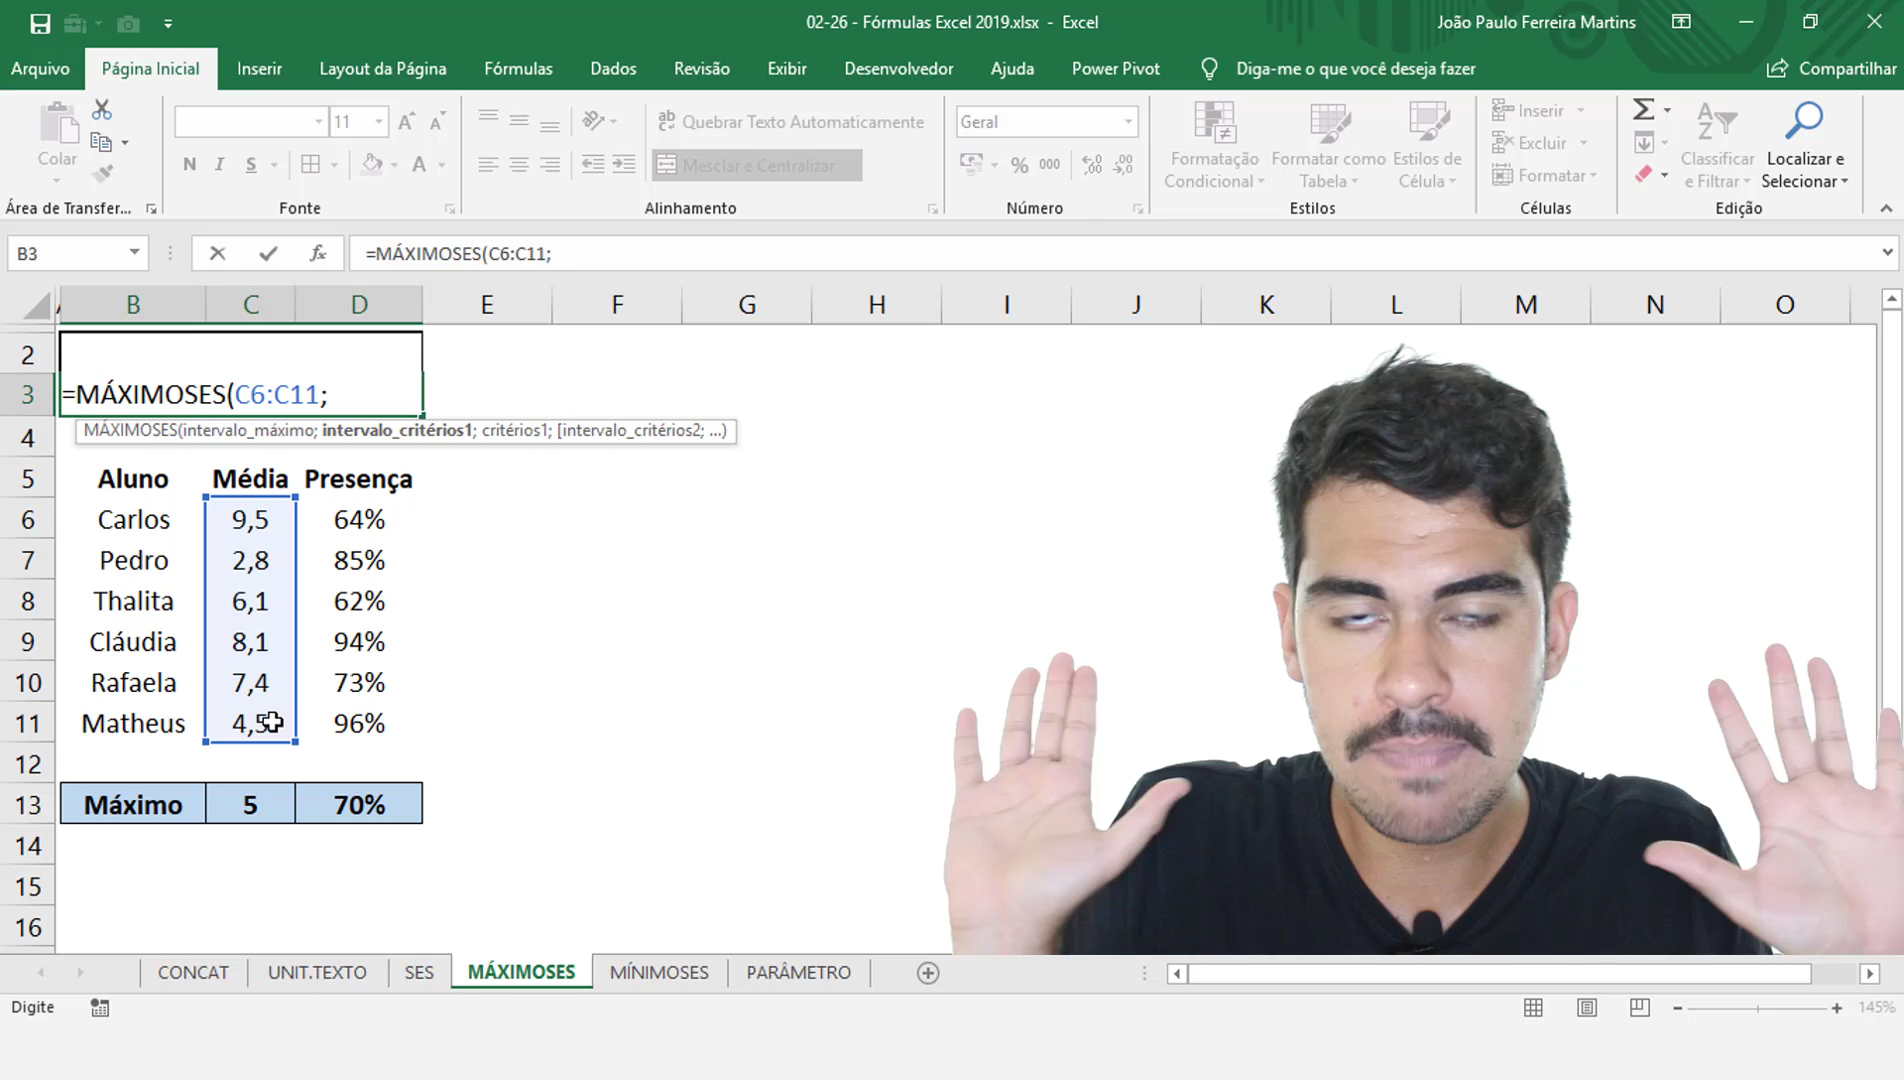 02-26 - Fórmulas Excel 2019.xlsx - Excel
João Paulo Ferreira Martins
Arquivo Página Inicial Inserir Layout da Página Fórmulas Dados Revisão Exibir Desenvolvedor Ajuda Power Pivot Diga-me o que você deseja fazer Compartilhar
Colar
11
N I S
Quebrar Texto Automaticamente
Mesclar e Centralizar
Geral
% 000
Formatação Condicional
Formatar como Tabela
Estilos de Célula
Inserir
Excluir
Formatar
Classificar e Filtrar
Localizar e Selecionar
Área de Transfer... Fonte Alinhamento Número Estilos Células Edição
B3 fx =MÁXIMOSES(C6:C11;
B C D E F G H I J K L M N O
2
3 =MÁXIMOSES(C6:C11;
MÁXIMOSES(intervalo_máximo; intervalo_critérios1; critérios1; [intervalo_critérios2; ...)
4
5 Aluno Média Presença
6 Carlos 9,5 64%
7 Pedro 2,8 85%
8 Thalita 6,1 62%
9 Cláudia 8,1 94%
10 Rafaela 7,4 73%
11 Matheus 4,5 96%
12
13 Máximo 5 70%
14
15
16
CONCAT UNIT.TEXTO SES MÁXIMOSES MÍNIMOSES PARÂMETRO
Digite
145%